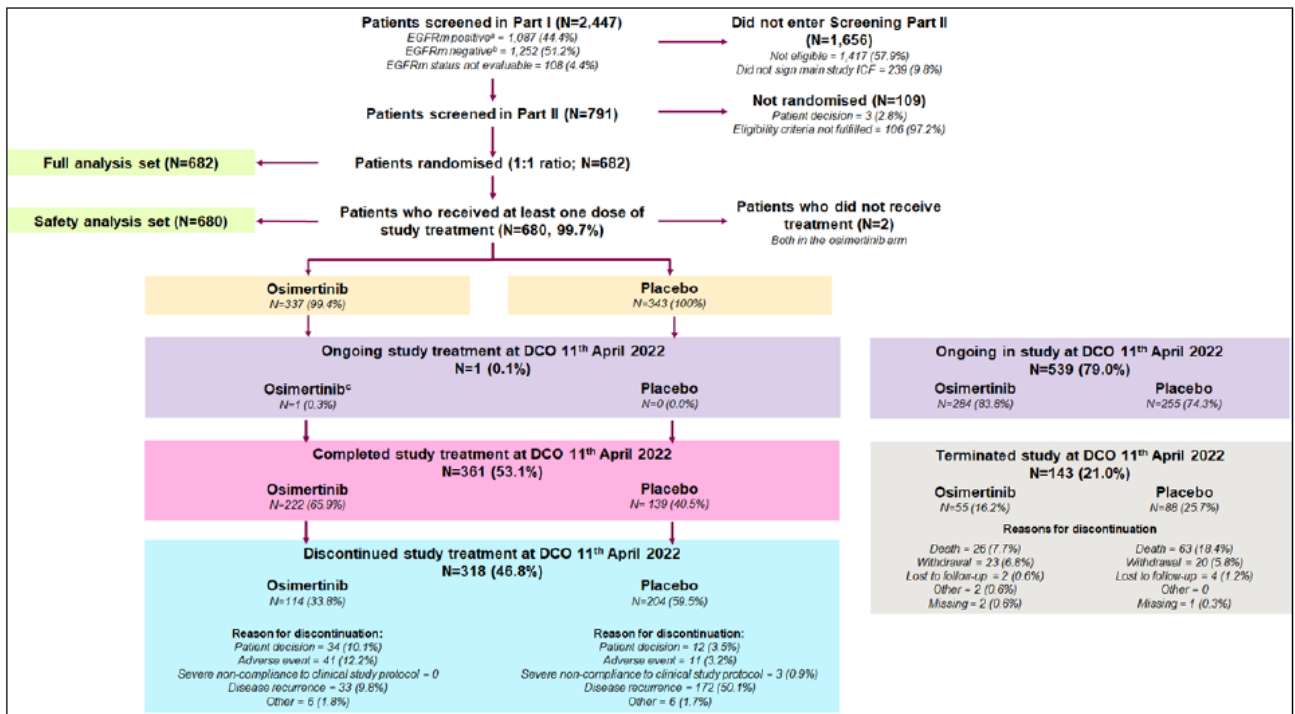 Patients screened in Part I (N=2,447)
EGFRm positiveᵃ = 1,087 (44.4%)
EGFRm negativeᵇ = 1,252 (51.2%)
EGFRm status not evaluable = 108 (4.4%)
Did not enter Screening Part II
(N=1,656)
Not eligible = 1,417 (57.9%)
Did not sign main study ICF = 239 (9.8%)
Patients screened in Part II (N=791)
Not randomised (N=109)
Patient decision = 3 (2.8%)
Eligibility criteria not fulfilled = 106 (97.2%)
Full analysis set (N=682)
Patients randomised (1:1 ratio; N=682)
Safety analysis set (N=680)
Patients who received at least one dose of
study treatment (N=680, 99.7%)
Patients who did not receive
treatment (N=2)
Both in the osimertinib arm
Osimertinib
N=337 (99.4%)
Placebo
N=343 (100%)
Ongoing study treatment at DCO 11th April 2022
N=1 (0.1%)
Osimertinibᶜ
N=1 (0.3%)
Placebo
N=0 (0.0%)
Ongoing in study at DCO 11th April 2022
N=539 (79.0%)
Osimertinib
N=284 (83.8%)
Placebo
N=255 (74.3%)
Completed study treatment at DCO 11th April 2022
N=361 (53.1%)
Osimertinib
N=222 (65.9%)
Placebo
N= 139 (40.5%)
Terminated study at DCO 11th April 2022
N=143 (21.0%)
Osimertinib
N=55 (16.2%)
Placebo
N=88 (25.7%)
Reasons for discontinuation
Death = 26 (7.7%)
Withdrawal = 23 (6.8%)
Lost to follow-up = 2 (0.6%)
Other = 2 (0.6%)
Missing = 2 (0.6%)
Death = 63 (18.4%)
Withdrawal = 20 (5.8%)
Lost to follow-up = 4 (1.2%)
Other = 0
Missing = 1 (0.3%)
Discontinued study treatment at DCO 11th April 2022
N=318 (46.8%)
Osimertinib
N=114 (33.8%)
Placebo
N=204 (59.5%)
Reason for discontinuation:
Patient decision = 34 (10.1%)
Adverse event = 41 (12.2%)
Severe non-compliance to clinical study protocol = 0
Disease recurrence = 33 (9.8%)
Other = 6 (1.8%)
Reason for discontinuation:
Patient decision = 12 (3.5%)
Adverse event = 11 (3.2%)
Severe non-compliance to clinical study protocol = 3 (0.9%)
Disease recurrence = 172 (50.1%)
Other = 6 (1.7%)